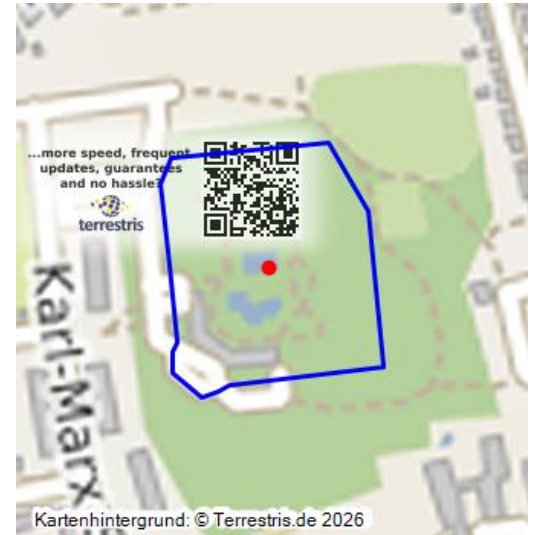 ...more speed, frequent
updates, guarantees
and no hassle?
terrestris
Karl-Marx
Kartenhintergrund: © Terrestris.de 2026